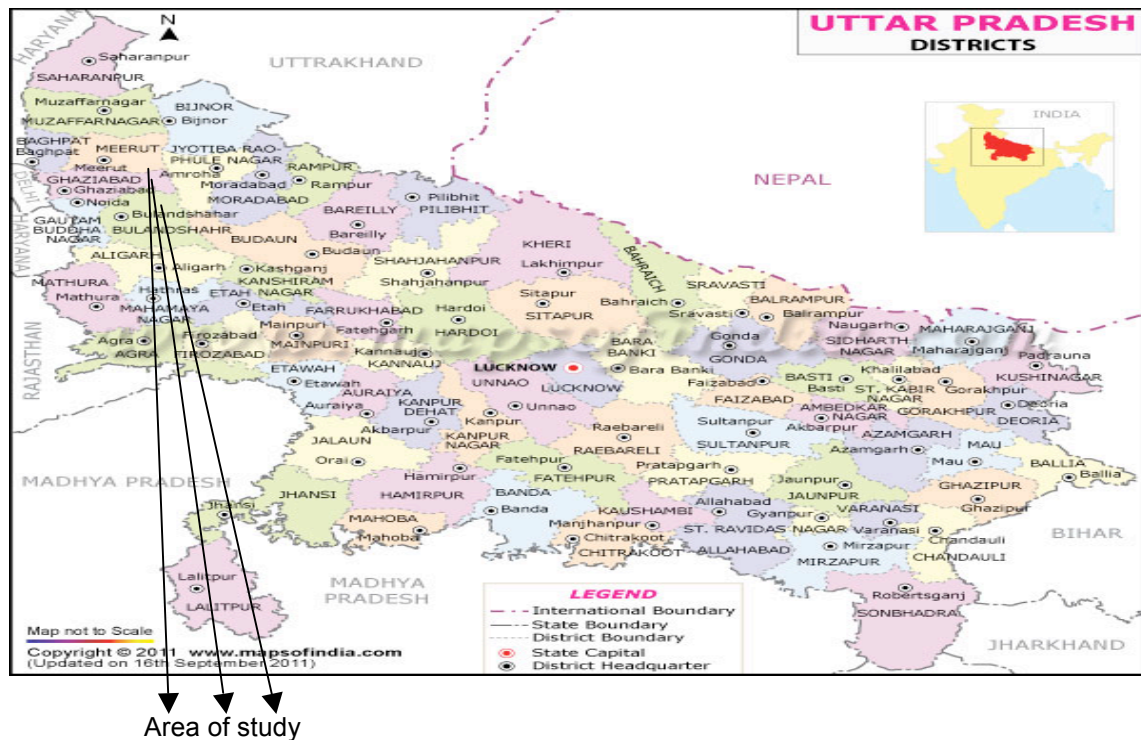 UTTAR PRADESH
DISTRICTS
N
HARYANA
Saharanpur
SAHARANPUR
UTTRAKHAND
INDIA
Muzaffarnagar
MUZAFFARNAGAR
BIJNOR
Bijnor
BAGHPAT
Baghpat
MEERUT
Meerut
JYOTIBA RAO-
PHULE NAGAR
Amroha
RAMPUR
Rampur
GHAZIABAD
Ghaziabad
DELHI
Moradabad
MORADABAD
NEPAL
Noida
Pilibhit
PILIBHIT
GAUTAM
BUDDHA
NAGAR
HARYANA
Bulandshahar
BULANDSHAHR
BAREILLY
Bareilly
BUDAUN
Budaun
KHERI
Lakhimpur
BAHRAICH
Bahraich
ALIGARH
Aligarh
Kashganj
KANSHIRAM
NAGAR
SHAHJAHANPUR
Shahjahanpur
SRAVASTI
Sravasti
BALRAMPUR
Balrampur
MATHURA
Mathura
Hathras
MAHAMAYA
NAGAR
ETAH
Etah
FARRUKHABAD
Fatehgarh
Hardoi
HARDOI
Sitapur
SITAPUR
Naugarh
SIDHARTH
NAGAR
MAHARAJGANJ
Maharajganj
RAJASTHAN
Agra
AGRA
Firozabad
FIROZABAD
Mainpuri
MAINPURI
Kannauj
KANNAUJ
BARA
BANKI
Bara Banki
Gonda
GONDA
Padrauna
KUSHINAGAR
ETAWAH
Etawah
LUCKNOW
LUCKNOW
UNNAO
Unnao
Faizabad
FAIZABAD
BASTI
Basti
Khalilabad
ST. KABIR
NAGAR
Gorakhpur
GORAKHPUR
Deoria
DEORIA
AURAIYA
Auraiya
KANPUR
DEHAT
Akbarpur
Kanpur
KANPUR
NAGAR
Raebareli
RAEBARELI
Sultanpur
SULTANPUR
AMBEDKAR
NAGAR
Akbarpur
AZAMGARH
Azamgarh
MAU
Mau
JALAUN
Orai
BALLIA
Ballia
MADHYA PRADESH
Hamirpur
HAMIRPUR
Fatehpur
FATEHPUR
Pratapgarh
PRATAPGARH
Jaunpur
JAUNPUR
GHAZIPUR
Ghazipur
JHANSI
Jhansi
BANDA
Banda
KAUSHAMBI
Manjhanpur
Allahabad
ALLAHABAD
Gyanpur
ST. RAVIDAS NAGAR
VARANASI
Varanasi
Chandauli
CHANDAULI
BIHAR
MAHOBA
Mahoba
Chitrakoot
CHITRAKOOT
Mirzapur
MIRZAPUR
Lalitpur
LALITPUR
MADHYA
PRADESH
Robertsganj
SONBHADRA
JHARKHAND
LEGEND
International Boundary
State Boundary
District Boundary
State Capital
District Headquarter
Map not to Scale
Copyright © 2011 www.mapsofindia.com
(Updated on 16th September 2011)
Area of study